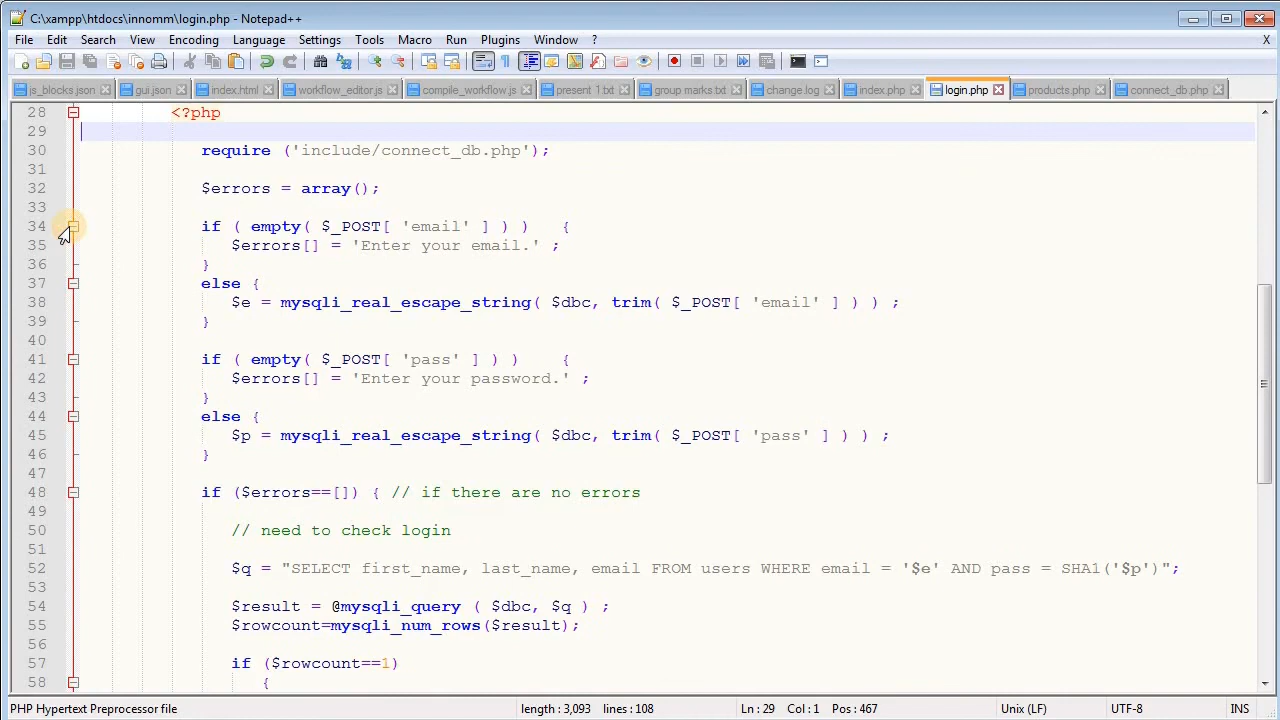 C:\xampp\htdocs\innomm\login.php - Notepad++
File Edit Search View Encoding Language Settings Tools Macro Run Plugins Window ? X
js_blocks.json gui.json index.html workflow_editor.js compile_workflow.js present 1.txt group marks.txt change.log index.php login.php products.php connect_db.php
28 <?php
29
30 require ('include/connect_db.php');
31
32 $errors = array();
33
34 if ( empty( $_POST[ 'email' ] ) ) {
35 $errors[] = 'Enter your email.' ;
36 }
37 else {
38 $e = mysqli_real_escape_string( $dbc, trim( $_POST[ 'email' ] ) ) ;
39 }
40
41 if ( empty( $_POST[ 'pass' ] ) ) {
42 $errors[] = 'Enter your password.' ;
43 }
44 else {
45 $p = mysqli_real_escape_string( $dbc, trim( $_POST[ 'pass' ] ) ) ;
46 }
47
48 if ($errors==[]) { // if there are no errors
49
50 // need to check login
51
52 $q = "SELECT first_name, last_name, email FROM users WHERE email = '$e' AND pass = SHA1('$p')";
53
54 $result = @mysqli_query ( $dbc, $q ) ;
55 $rowcount=mysqli_num_rows($result);
56
57 if ($rowcount==1)
58 {
PHP Hypertext Preprocessor file length : 3,093 lines : 108 Ln : 29 Col : 1 Pos : 467 Unix (LF) UTF-8 INS